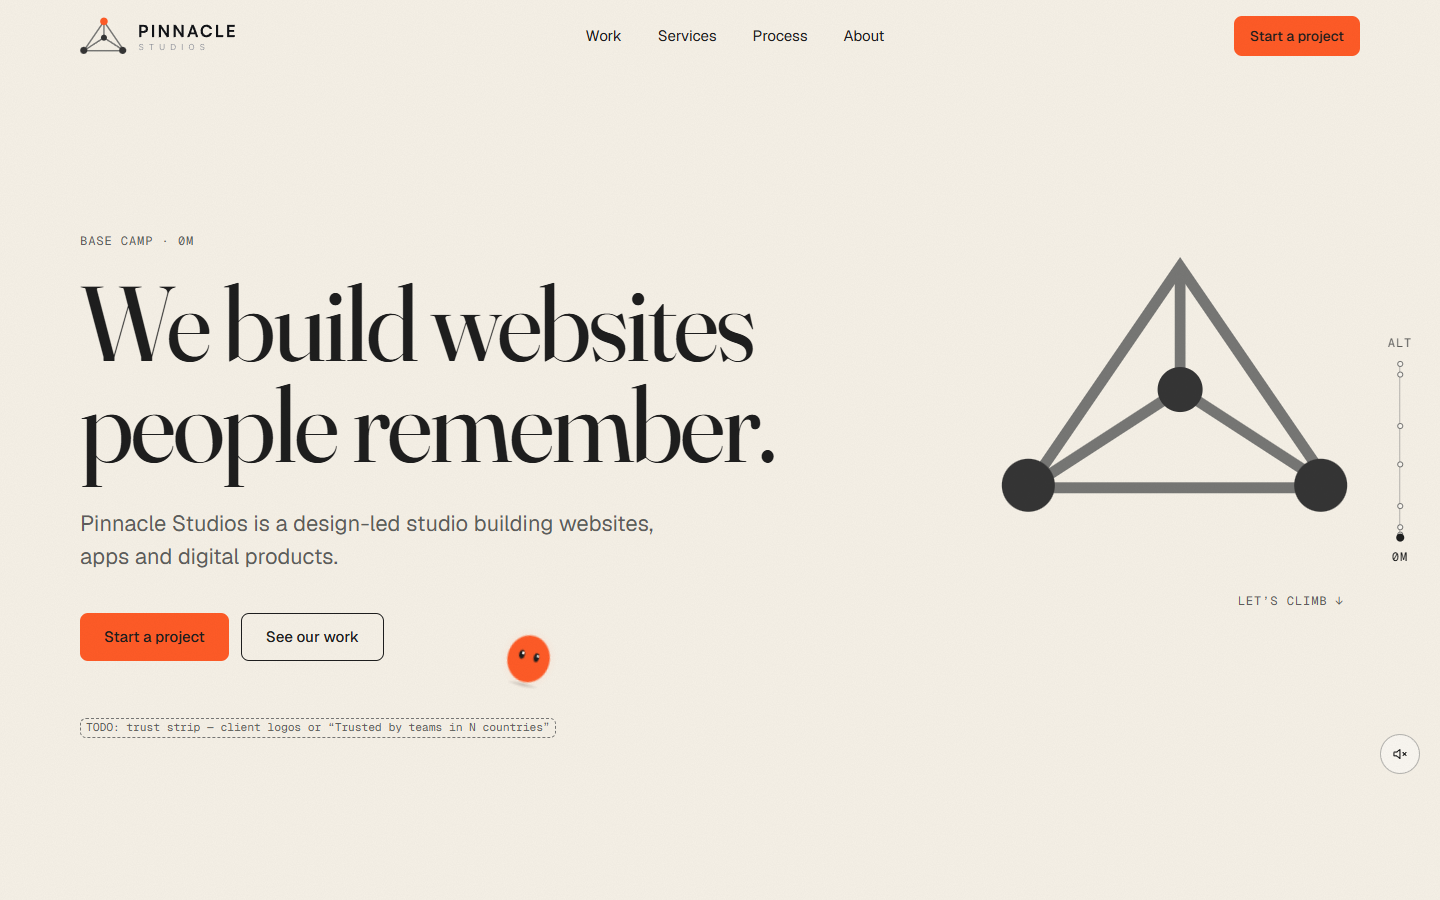 PINNACLE
STUDIOS
Work
Services
Process
About
Start a project
BASE CAMP · 0M
We build websites
people remember.
Pinnacle Studios is a design-led studio building websites,
apps and digital products.
Start a project
See our work
TODO: trust strip — client logos or “Trusted by teams in N countries”
ALT
0M
LET'S CLIMB ↓